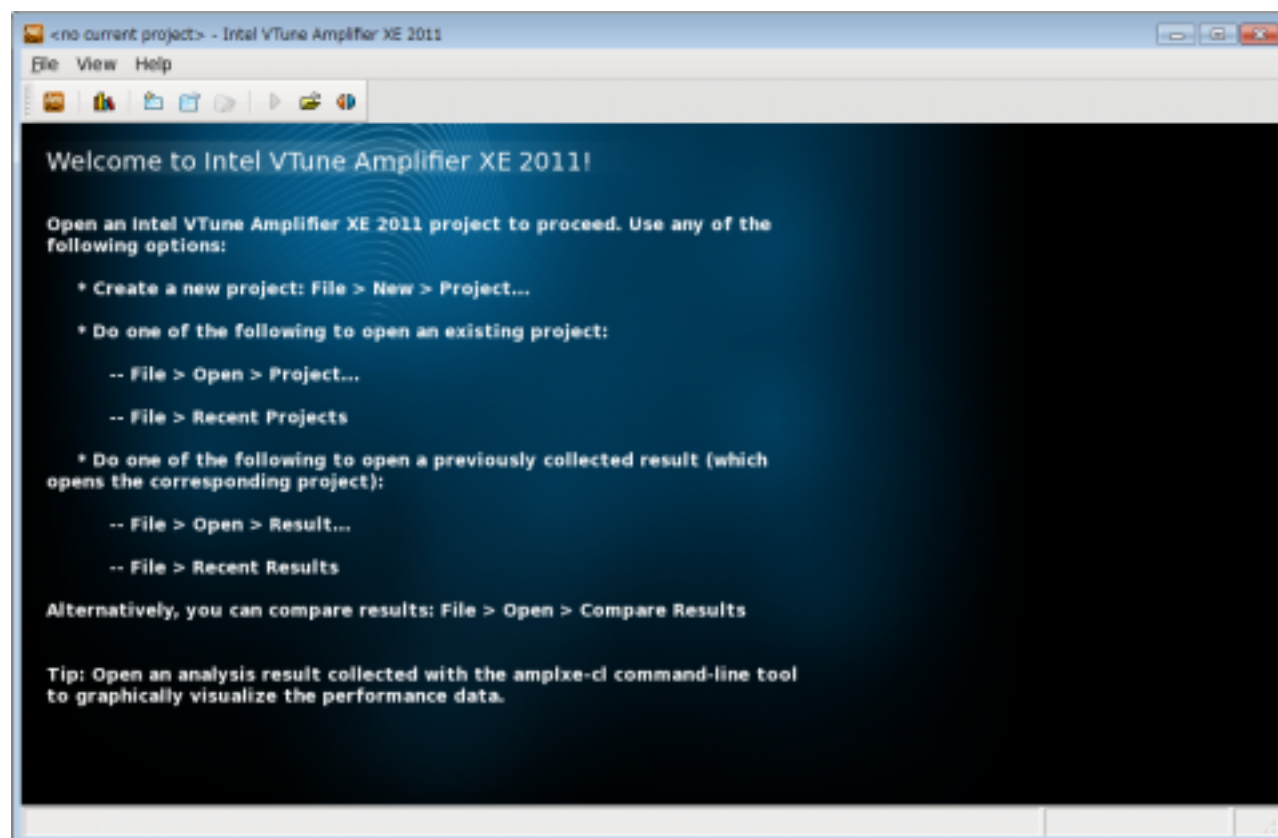 <no current project> - Intel VTune Amplifier XE 2011
File View Help
Welcome to Intel VTune Amplifier XE 2011!
Open an Intel VTune Amplifier XE 2011 project to proceed. Use any of the
following options:
* Create a new project: File > New > Project...
* Do one of the following to open an existing project:
-- File > Open > Project...
-- File > Recent Projects
* Do one of the following to open a previously collected result (which
opens the corresponding project):
-- File > Open > Result...
-- File > Recent Results
Alternatively, you can compare results: File > Open > Compare Results
Tip: Open an analysis result collected with the amplxe-cl command-line tool
to graphically visualize the performance data.